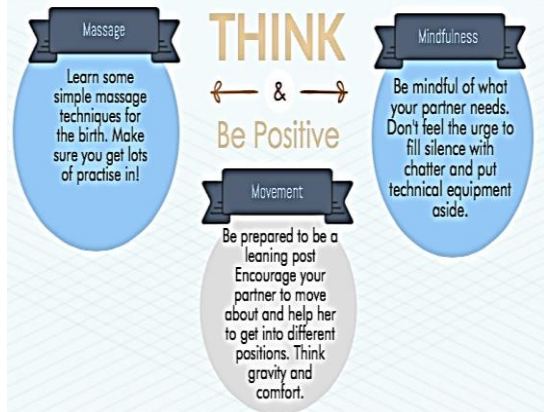 Massage
Learn some
simple massage
techniques for
the birth. Make
sure you get lots
of practise in!
THINK
&
Be Positive
Mindfulness
Be mindful of what
your partner needs.
Don't feel the urge to
fill silence with
chatter and put
technical equipment
aside.
Movement
Be prepared to be a
leaning post
Encourage your
partner to move
about and help her
to get into different
positions. Think
gravity and
comfort.